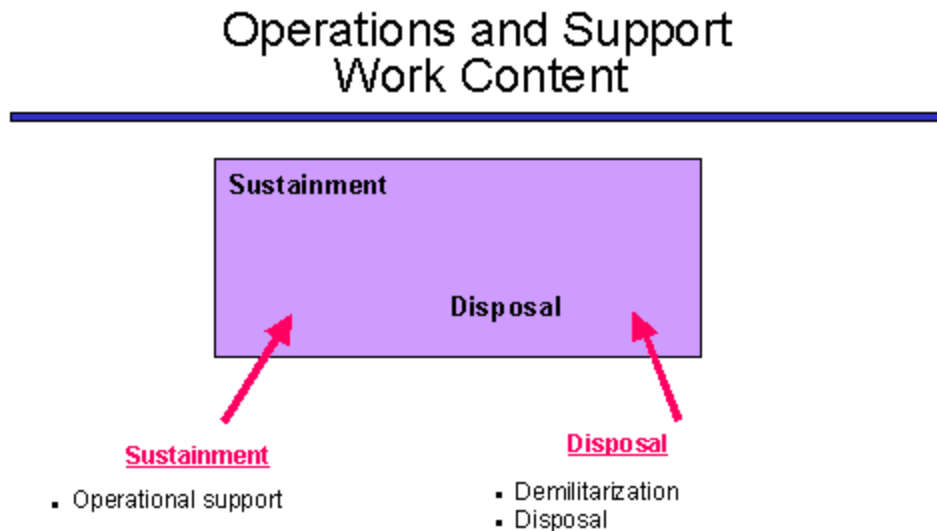 Operations and Support
Work Content
Sustainment
Disposal
Sustainment
▪ Operational support
Disposal
▪ Demilitarization
▪ Disposal